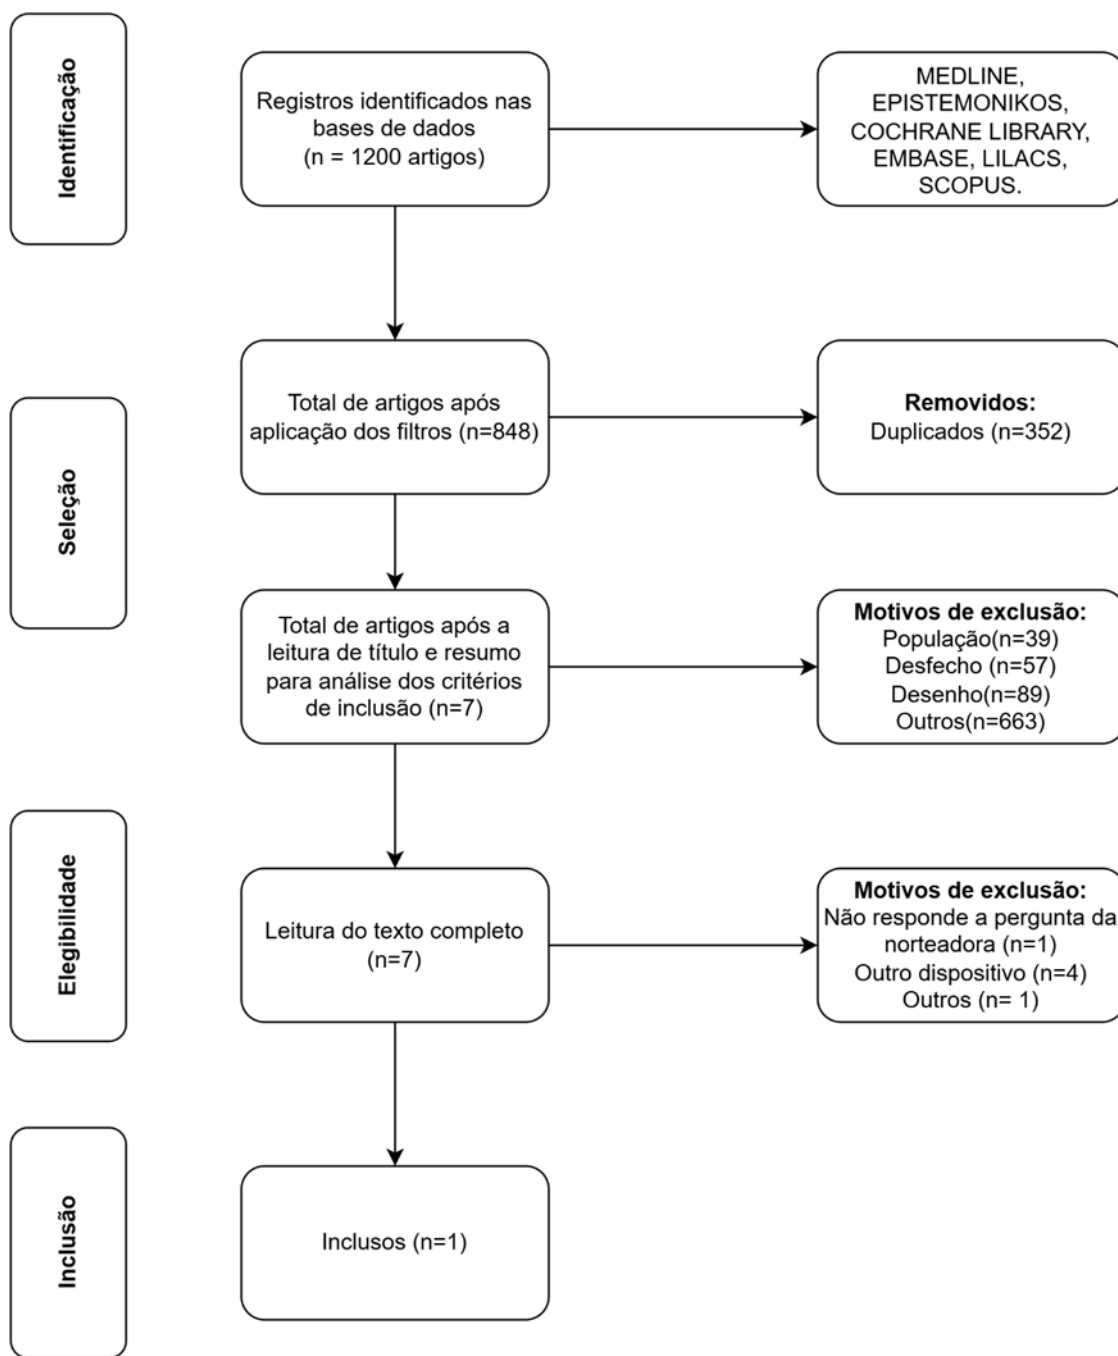 Identificação
Registros identificados nas
bases de dados
(n = 1200 artigos)
MEDLINE,
EPISTEMONIKOS,
COCHRANE LIBRARY,
EMBASE, LILACS,
SCOPUS.
Seleção
Total de artigos após
aplicação dos filtros (n=848)
Removidos:
Duplicados (n=352)
Total de artigos após a
leitura de título e resumo
para análise dos critérios
de inclusão (n=7)
Motivos de exclusão:
População(n=39)
Desfecho (n=57)
Desenho(n=89)
Outros(n=663)
Elegibilidade
Leitura do texto completo
(n=7)
Motivos de exclusão:
Não responde a pergunta da
norteadora (n=1)
Outro dispositivo (n=4)
Outros (n= 1)
Inclusão
Inclusos (n=1)